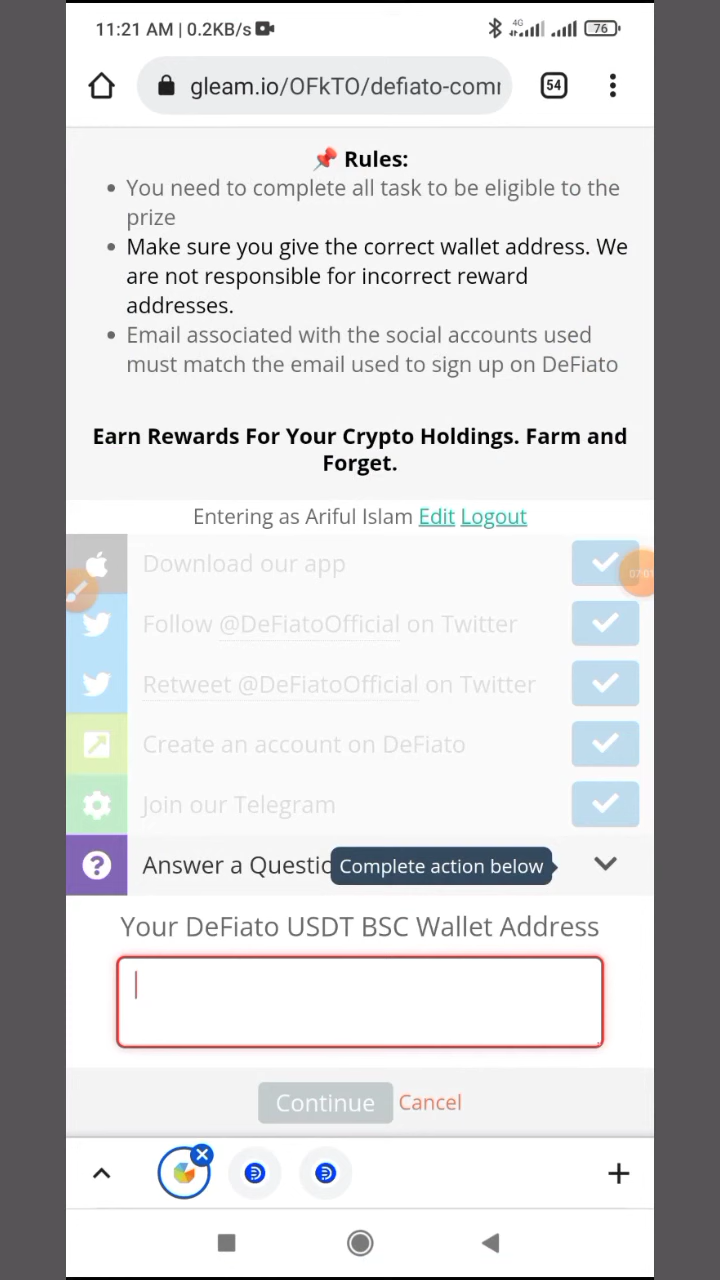 11:21 AM | 0.2KB/s 4G 76
gleam.io/OFkTO/defiato-com 54
Rules:
You need to complete all task to be eligible to the
prize
Make sure you give the correct wallet address. We
are not responsible for incorrect reward
addresses.
Email associated with the social accounts used
must match the email used to sign up on DeFiato
Earn Rewards For Your Crypto Holdings. Farm and
Forget.
Entering as Ariful Islam Edit Logout
Download our app
07:01
Follow @DeFiatoOfficial on Twitter
Retweet @DeFiatoOfficial on Twitter
Create an account on DeFiato
Join our Telegram
Answer a Questio Complete action below
Your DeFiato USDT BSC Wallet Address
Continue Cancel